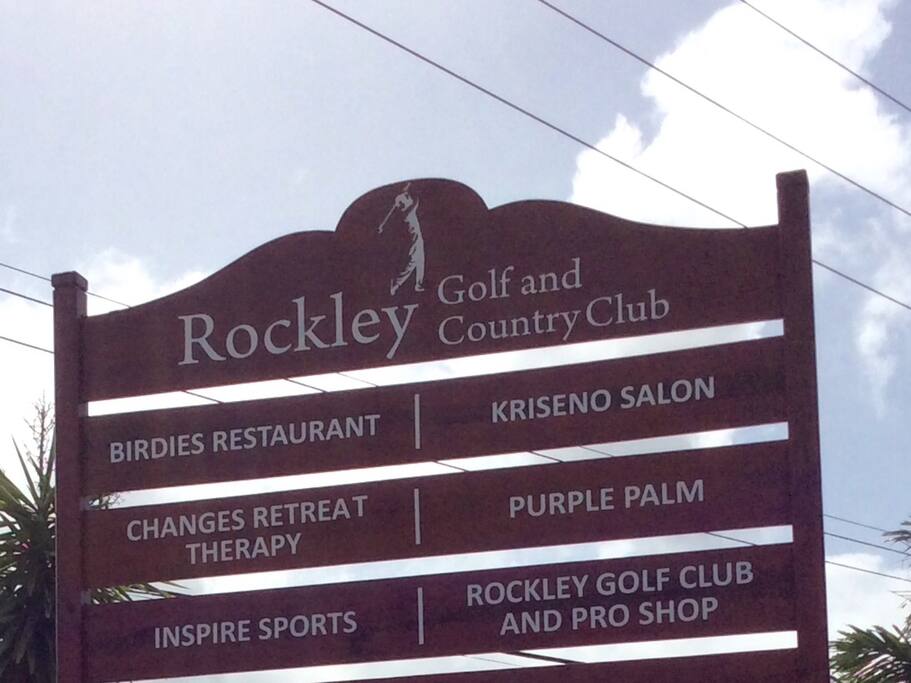 Rockley Golf and
Country Club
BIRDIES RESTAURANT
KRISENO SALON
CHANGES RETREAT
THERAPY
PURPLE PALM
INSPIRE SPORTS
ROCKLEY GOLF CLUB
AND PRO SHOP